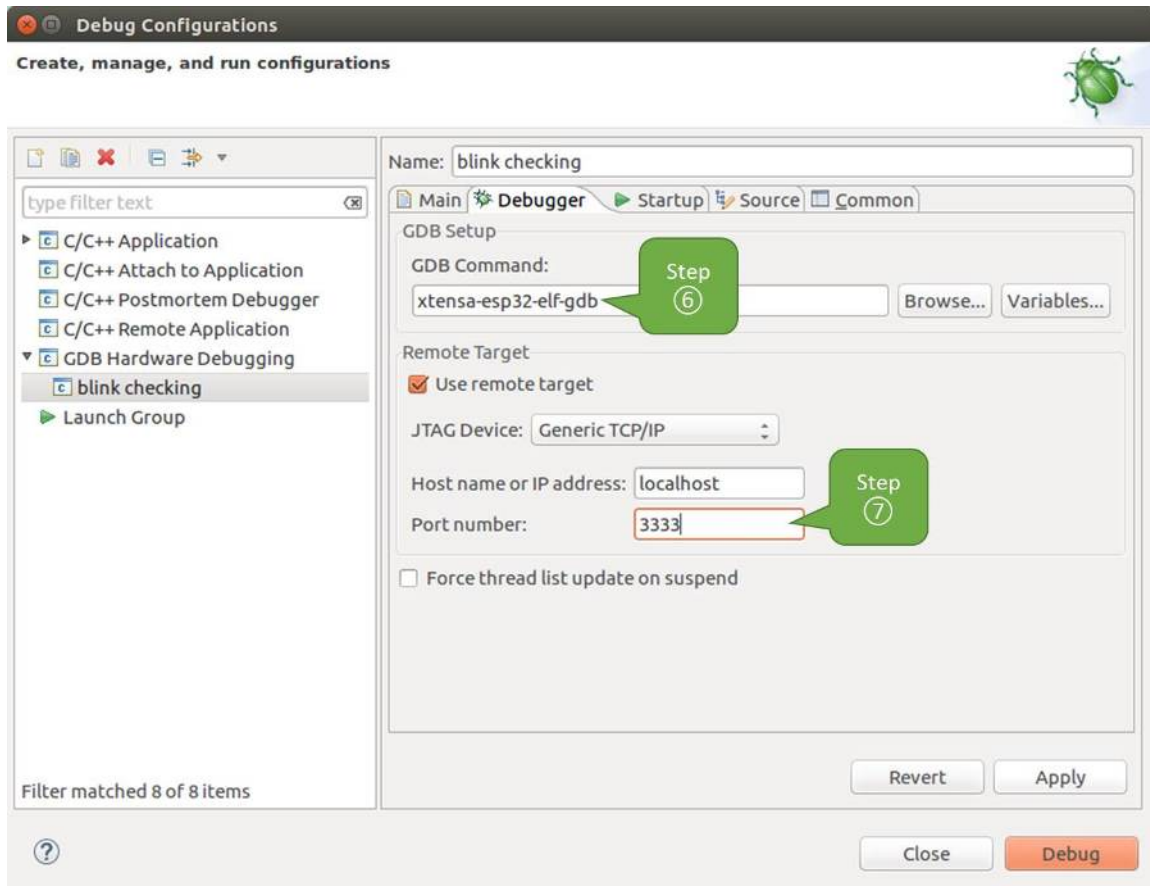 Debug Configurations
Create, manage, and run configurations
type filter text
C/C++ Application
C/C++ Attach to Application
C/C++ Postmortem Debugger
C/C++ Remote Application
GDB Hardware Debugging
blink checking
Launch Group
Filter matched 8 of 8 items
Name: blink checking
Main Debugger Startup Source Common
GDB Setup
GDB Command:
xtensa-esp32-elf-gdb Browse... Variables...
Step
⑥
Remote Target
Use remote target
JTAG Device: Generic TCP/IP
Host name or IP address: localhost
Port number: 3333
Step
⑦
Force thread list update on suspend
Revert Apply
Close Debug